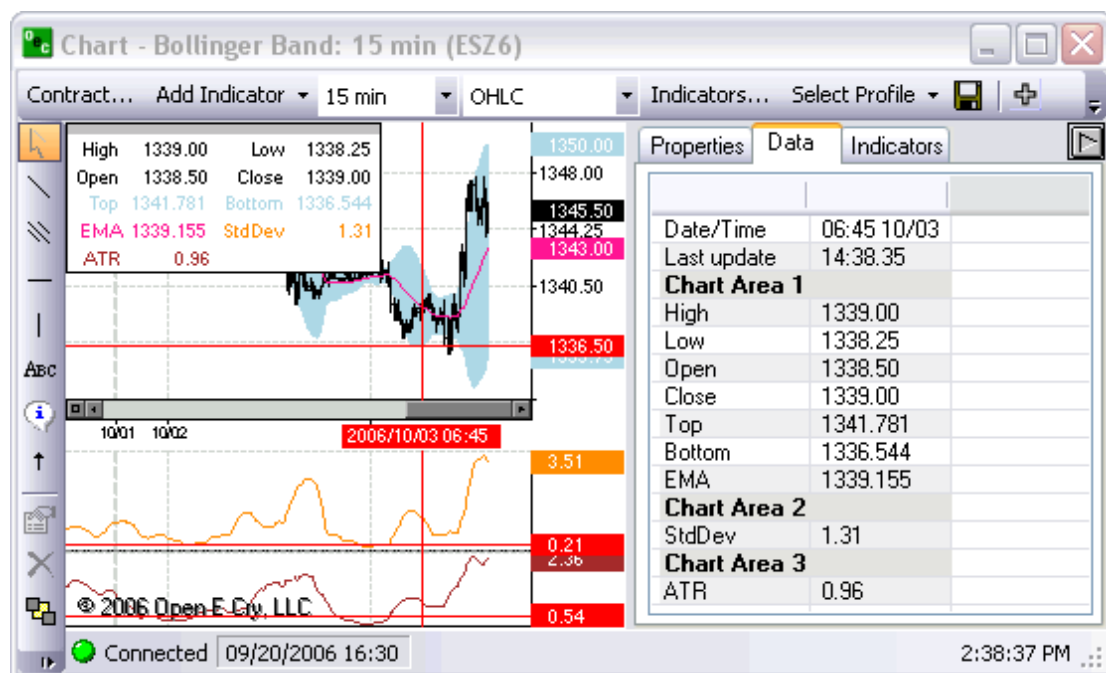 Chart - Bollinger Band: 15 min (ESZ6)
Contract... Add Indicator 15 min OHLC Indicators... Select Profile
High 1339.00 Low 1338.25
Open 1338.50 Close 1339.00
Top 1341.781 Bottom 1336.544
EMA 1339.155 StdDev 1.31
ATR 0.96
1350.00
1348.00
1345.50
1344.25
1343.00
1340.50
1336.50
ABC
10/01 10/02 2006/10/03 06:45
3.51
0.21
2.36
0.54
© 2006 Open E Cry, LLC
Properties Data Indicators
Date/Time 06:45 10/03
Last update 14:38.35
Chart Area 1
High 1339.00
Low 1338.25
Open 1338.50
Close 1339.00
Top 1341.781
Bottom 1336.544
EMA 1339.155
Chart Area 2
StdDev 1.31
Chart Area 3
ATR 0.96
Connected 09/20/2006 16:30 2:38:37 PM